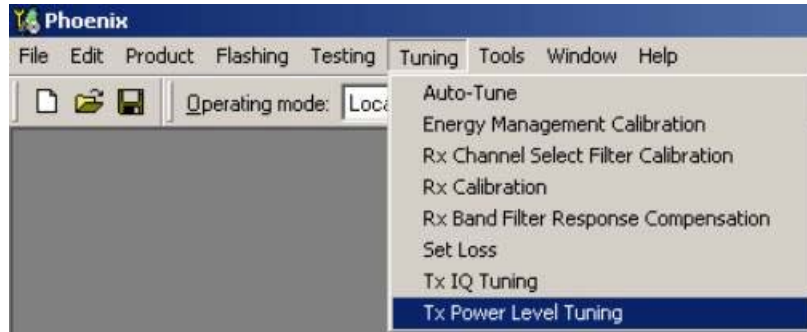 Phoenix
File Edit Product Flashing Testing Tuning Tools Window Help
Operating mode:
Auto-Tune
Energy Management Calibration
Rx Channel Select Filter Calibration
Rx Calibration
Rx Band Filter Response Compensation
Set Loss
Tx IQ Tuning
Tx Power Level Tuning